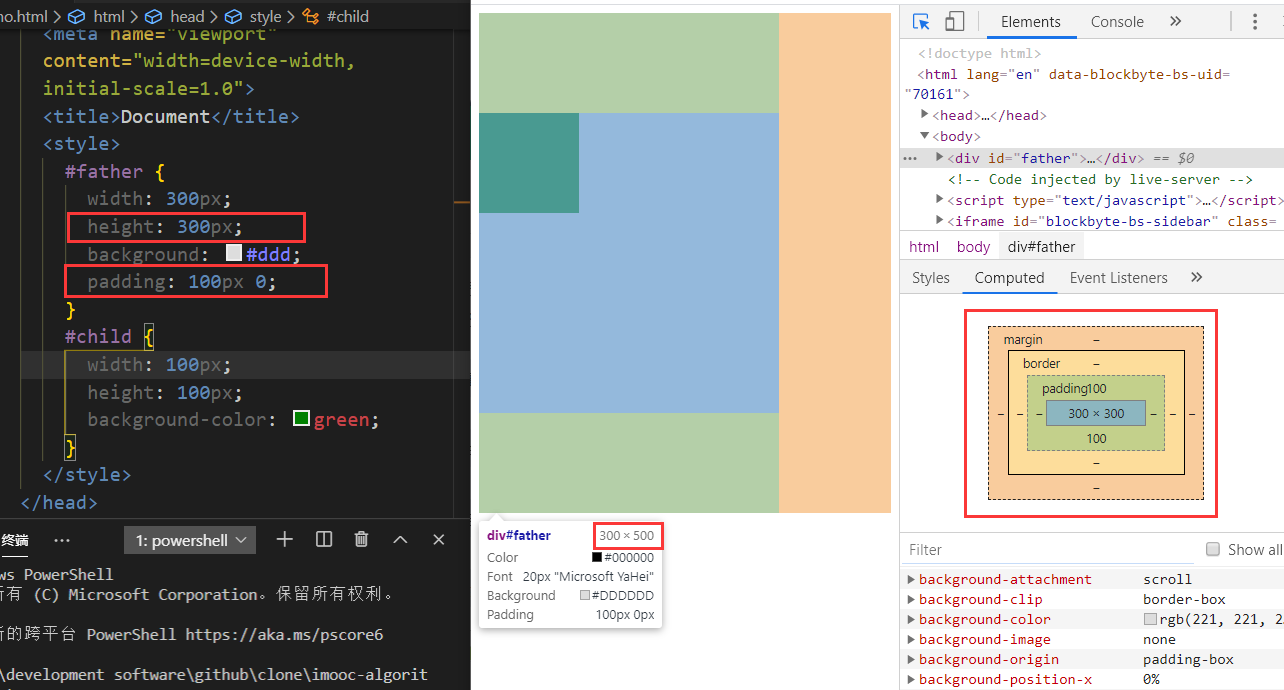 no.html > html > head > style > #child
<meta name="viewport"
content="width=device-width,
initial-scale=1.0">
<title>Document</title>
<style>
#father {
width: 300px;
height: 300px;
background: #ddd;
padding: 100px 0;
}
#child {
width: 100px;
height: 100px;
background-color: green;
}
</style>
</head>
终端 ··· 1: powershell
ws PowerShell
所有 (C) Microsoft Corporation。保留所有权利。
新的跨平台 PowerShell https://aka.ms/pscore6
\development software\github\clone\imooc-algorit
div#father 300 × 500
Color #000000
Font 20px "Microsoft YaHei"
Background #DDDDDD
Padding 100px 0px
Elements Console »
<!doctype html>
<html lang="en" data-blockbyte-bs-uid=
"70161">
<head>…</head>
<body>
··· <div id="father">…</div> == $0
<!-- Code injected by live-server -->
<script type="text/javascript">…</script>
<iframe id="blockbyte-bs-sidebar" class=
html body div#father
Styles Computed Event Listeners »
margin –
border –
padding100
– – – 300 × 300 – – –
100
–
–
Filter Show all
background-attachment scroll
background-clip border-box
background-color rgb(221, 221, 2
background-image none
background-origin padding-box
background-position-x 0%